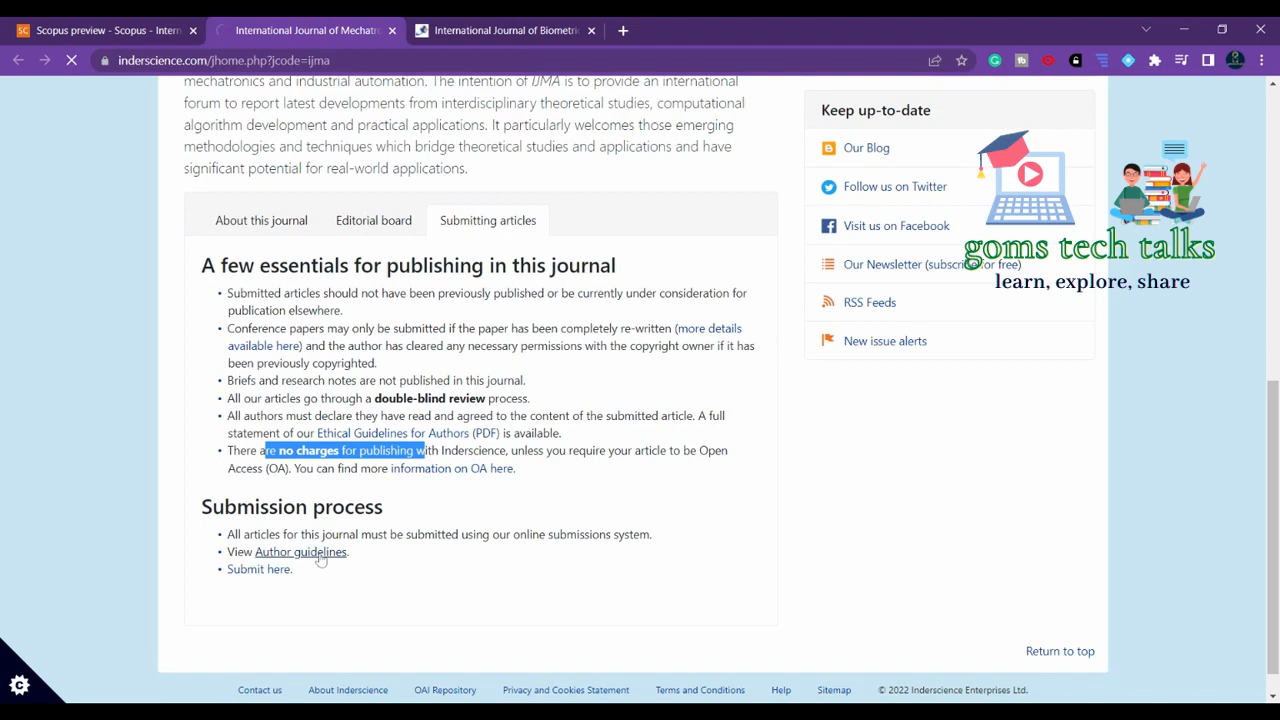 Scopus preview - Scopus - Intern
International Journal of Mechatr
International Journal of Biometri
inderscience.com/jhome.php?jcode=ijma
mechatronics and industrial automation. The intention of IJMA is to provide an international
forum to report latest developments from interdisciplinary theoretical studies, computational
algorithm development and practical applications. It particularly welcomes those emerging
methodologies and techniques which bridge theoretical studies and applications and have
significant potential for real-world applications.
About this journal Editorial board Submitting articles
A few essentials for publishing in this journal
• Submitted articles should not have been previously published or be currently under consideration for
publication elsewhere.
• Conference papers may only be submitted if the paper has been completely re-written (more details
available here) and the author has cleared any necessary permissions with the copyright owner if it has
been previously copyrighted.
• Briefs and research notes are not published in this journal.
• All our articles go through a double-blind review process.
• All authors must declare they have read and agreed to the content of the submitted article. A full
statement of our Ethical Guidelines for Authors (PDF) is available.
• There are no charges for publishing with Inderscience, unless you require your article to be Open
Access (OA). You can find more information on OA here.
Submission process
• All articles for this journal must be submitted using our online submissions system.
• View Author guidelines.
• Submit here.
Keep up-to-date
Our Blog
Follow us on Twitter
Visit us on Facebook
Our Newsletter (subscribe for free)
RSS Feeds
New issue alerts
goms tech talks
learn, explore, share
Return to top
Contact us About Inderscience OAI Repository Privacy and Cookies Statement Terms and Conditions Help Sitemap © 2022 Inderscience Enterprises Ltd.